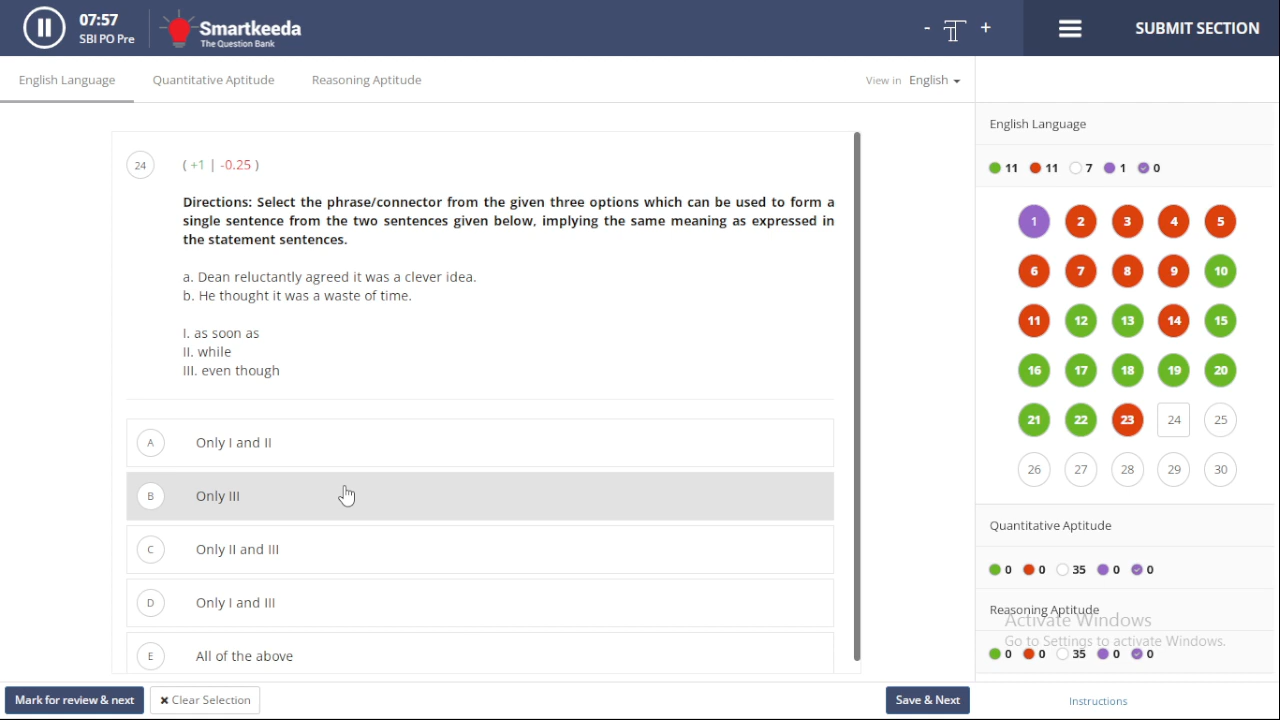 07:57
SBI PO Pre
Smartkeeda
The Question Bank
- T +
SUBMIT SECTION
English Language
Quantitative Aptitude
Reasoning Aptitude
View in English
24
( +1 | -0.25 )
Directions: Select the phrase/connector from the given three options which can be used to form a
single sentence from the two sentences given below, implying the same meaning as expressed in
the statement sentences.
a. Dean reluctantly agreed it was a clever idea.
b. He thought it was a waste of time.
I. as soon as
II. while
III. even though
A Only I and II
B Only III
C Only II and III
D Only I and III
E All of the above
Mark for review & next
Clear Selection
Save & Next
English Language
11 11 7 1 0
1 2 3 4 5
6 7 8 9 10
11 12 13 14 15
16 17 18 19 20
21 22 23 24 25
26 27 28 29 30
Quantitative Aptitude
0 0 35 0 0
Reasoning Aptitude
0 0 35 0 0
Activate Windows
Go to Settings to activate Windows.
Instructions